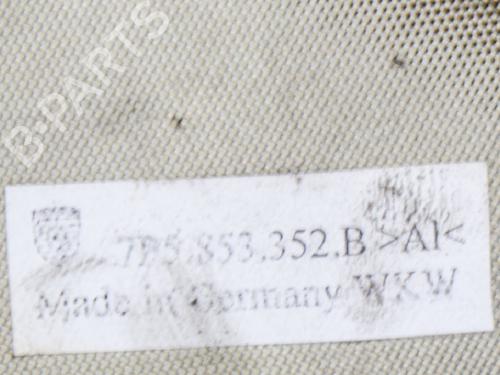 B-PARTS
7P5.853.352.B >Al<
Made in Germany WKW